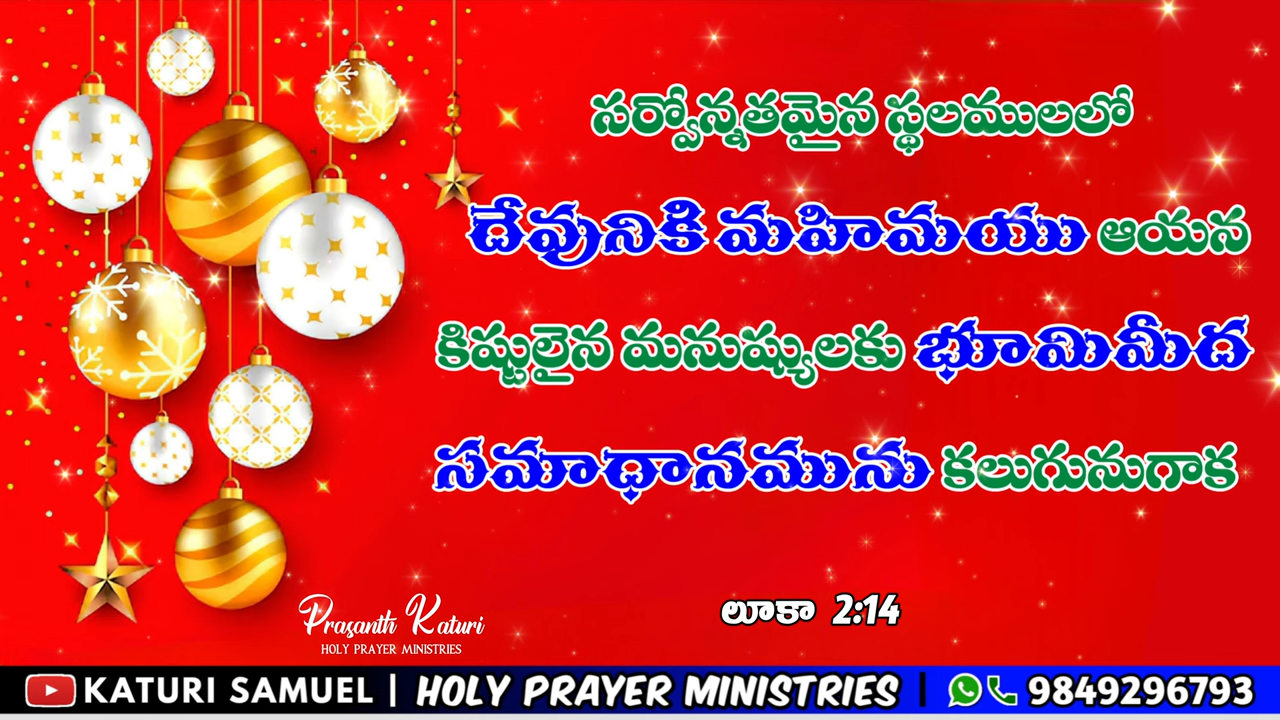 సర్వోన్నతమైన స్థలములలో
దేవునికి మహిమయు ఆయన
కిష్టులైన మనుష్యులకు భూమిమీద
సమాధానమును కలుగునుగాక
లూకా 2:14
Prasanth Katuri
HOLY PRAYER MINISTRIES
KATURI SAMUEL | HOLY PRAYER MINISTRIES | 9849296793